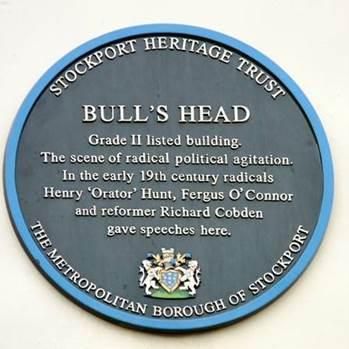 STOCKPORT HERITAGE TRUST
BULL'S HEAD
Grade II listed building.
The scene of radical political agitation.
In the early 19th century radicals
Henry 'Orator' Hunt, Fergus O'Connor
and reformer Richard Cobden
gave speeches here.
THE METROPOLITAN BOROUGH OF STOCKPORT